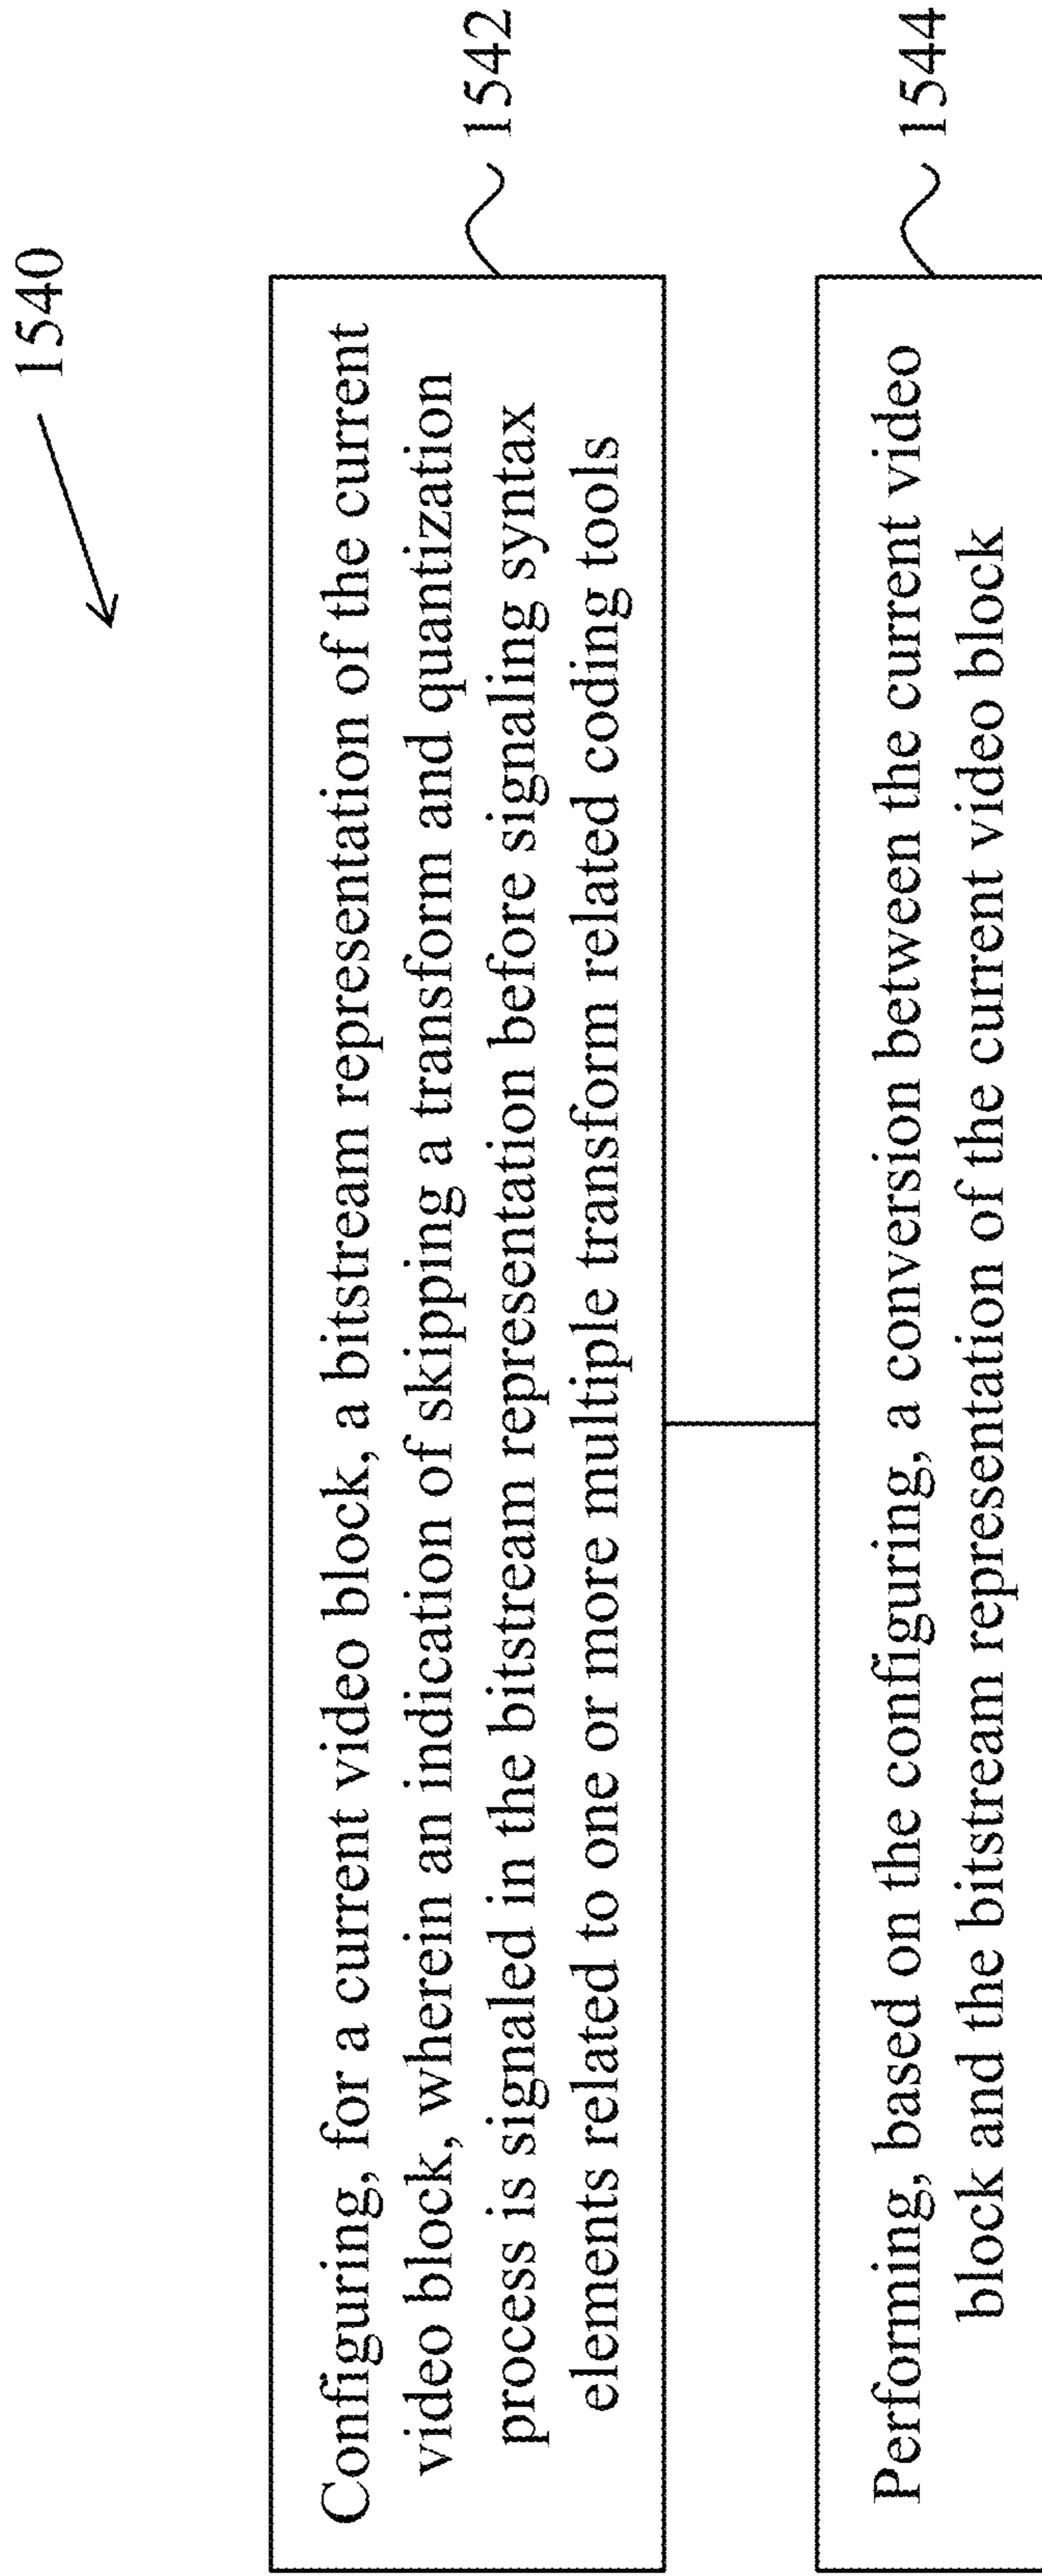 1540
Configuring, for a current video block, a bitstream representation of the current
video block, wherein an indication of skipping a transform and quantization
process is signaled in the bitstream representation before signaling syntax
elements related to one or more multiple transform related coding tools
1542
Performing, based on the configuring, a conversion between the current video
block and the bitstream representation of the current video block
1544